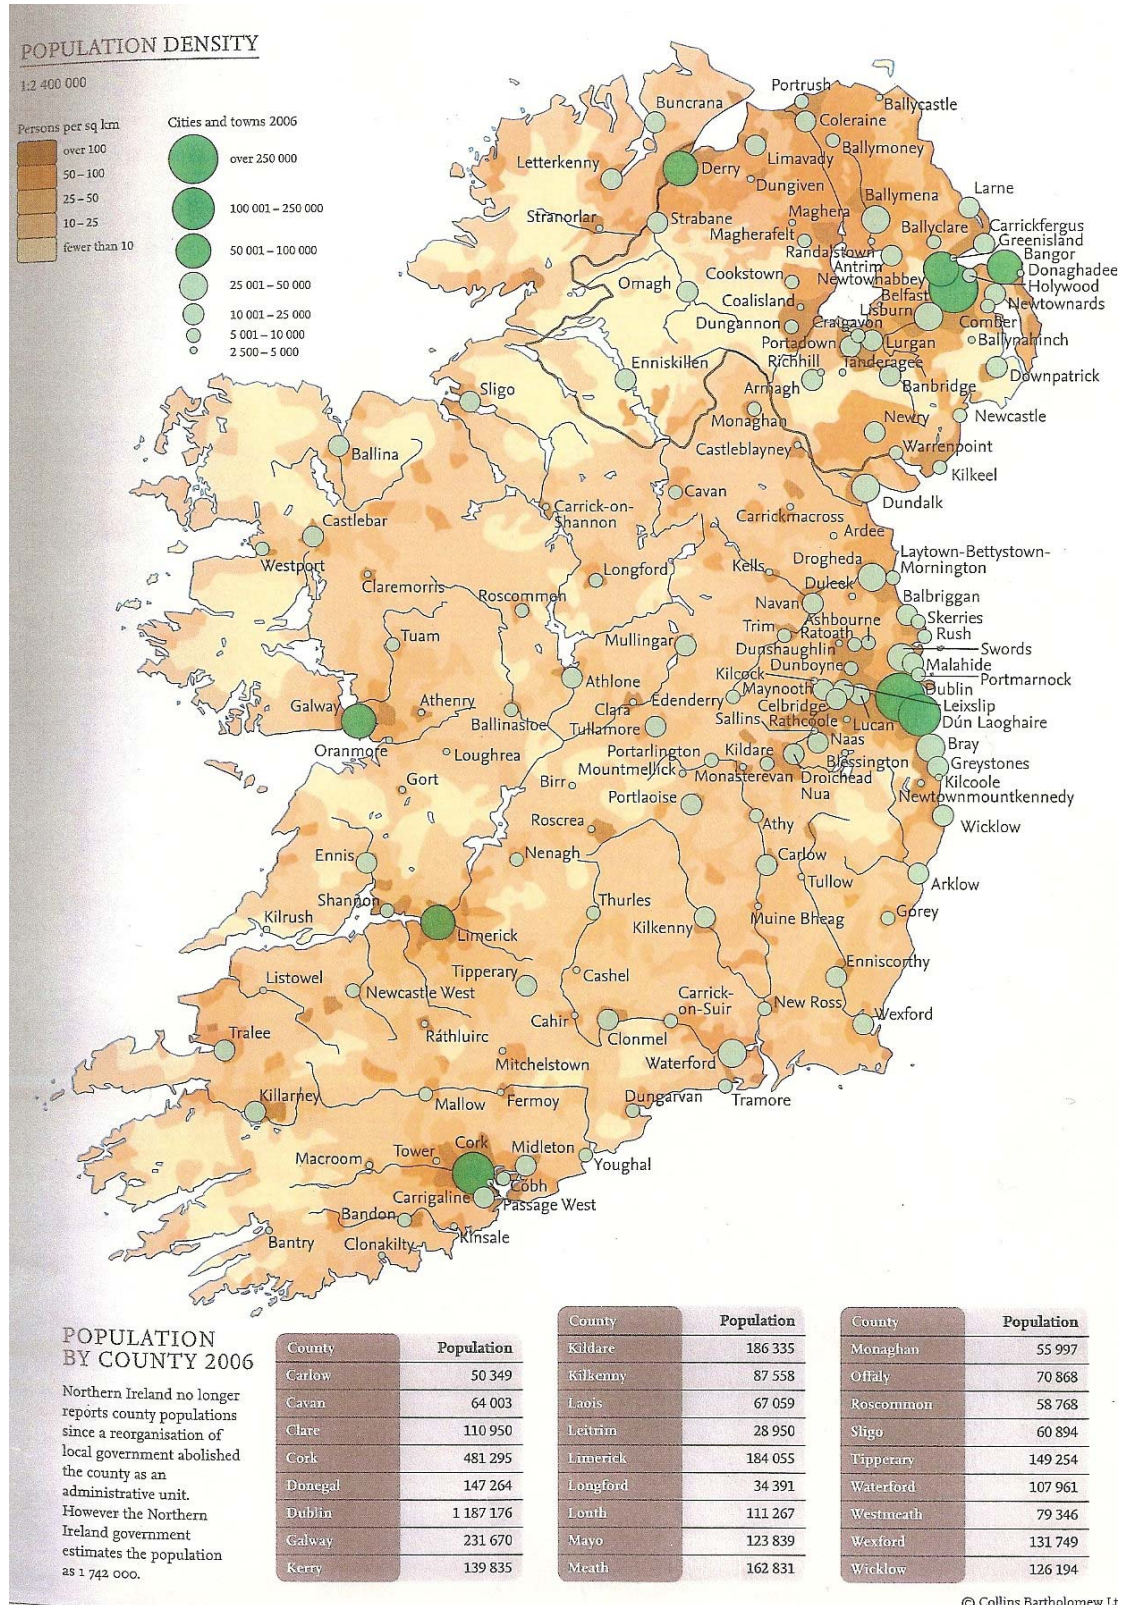 POPULATION DENSITY
1:2 400 000
Persons per sq km
over 100
50 – 100
25 – 50
10 – 25
fewer than 10
Cities and towns 2006
over 250 000
100 001 – 250 000
50 001 – 100 000
25 001 – 50 000
10 001 – 25 000
5 001 – 10 000
2 500 – 5 000
Portrush
Ballycastle
Buncrana
Coleraine
Ballymoney
Letterkenny
Limavady
Derry
Dungiven
Larne
Ballymena
Stranorlar
Strabane
Maghera
Ballyclare
Carrickfergus
Magherafelt
Greenisland
Randalstown
Bangor
Antrim
Donaghadee
Cookstown
Newtownabbey
Holywood
Omagh
Belfast
Coalisland
Newtownards
Lisburn
Dungannon
Craigavon
Comber
Portadown
Lurgan
Ballynahinch
Richhill
Tanderagee
Enniskillen
Downpatrick
Armagh
Banbridge
Sligo
Newry
Newcastle
Monaghan
Ballina
Castleblayney
Warrenpoint
Kilkeel
Cavan
Dundalk
Carrick-on-
Shannon
Carrickmacross
Castlebar
Ardee
Westport
Drogheda
Laytown-Bettystown-
Mornington
Longford
Kells
Claremorris
Duleek
Roscommon
Navan
Balbriggan
Ashbourne
Skerries
Trim
Ratoath
Rush
Tuam
Mullingar
Dunshaughlin
Swords
Dunboyne
Malahide
Kilcock
Portmarnock
Athlone
Maynooth
Dublin
Galway
Athenry
Clara
Edenderry
Celbridge
Leixslip
Ballinasloe
Sallins
Rathcoole
Lucan
Dún Laoghaire
Tullamore
Naas
Oranmore
Loughrea
Portarlington
Kildare
Bray
Mountmellick
Monasterevan
Blessington
Greystones
Gort
Birr
Droichead
Nua
Kilcoole
Portlaoise
Newtownmountkennedy
Roscrea
Athy
Wicklow
Ennis
Nenagh
Carlow
Tullow
Arklow
Shannon
Thurles
Kilrush
Limerick
Kilkenny
Muine Bheag
Gorey
Tipperary
Cashel
Enniscorthy
Listowel
Newcastle West
Carrick-
on-Suir
New Ross
Wexford
Tralee
Ráthluirc
Cahir
Clonmel
Mitchelstown
Waterford
Killarney
Mallow
Fermoy
Dungarvan
Tramore
Cork
Midleton
Macroom
Tower
Youghal
Cobh
Carrigaline
Passage West
Bandon
Kinsale
Bantry
Clonakilty
POPULATION
BY COUNTY 2006
Northern Ireland no longer
reports county populations
since a reorganisation of
local government abolished
the county as an
administrative unit.
However the Northern
Ireland government
estimates the population
as 1 742 000.
County Population
Carlow 50 349
Cavan 64 003
Clare 110 950
Cork 481 295
Donegal 147 264
Dublin 1 187 176
Galway 231 670
Kerry 139 835
County Population
Kildare 186 335
Kilkenny 87 558
Laois 67 059
Leitrim 28 950
Limerick 184 055
Longford 34 391
Louth 111 267
Mayo 123 839
Meath 162 831
County Population
Monaghan 55 997
Offaly 70 868
Roscommon 58 768
Sligo 60 894
Tipperary 149 254
Waterford 107 961
Westmeath 79 346
Wexford 131 749
Wicklow 126 194
© Collins Bartholomew Lt